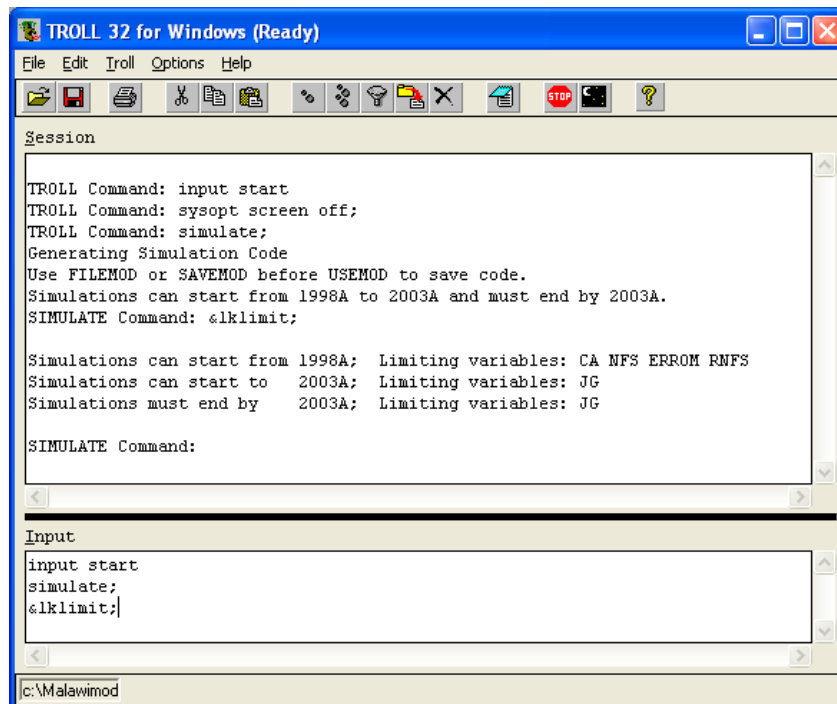 TROLL 32 for Windows (Ready)
File Edit Troll Options Help
STOP
Session
TROLL Command: input start
TROLL Command: sysopt screen off;
TROLL Command: simulate;
Generating Simulation Code
Use FILEMOD or SAVEMOD before USEMOD to save code.
Simulations can start from 1998A to 2003A and must end by 2003A.
SIMULATE Command: &lklimit;
Simulations can start from 1998A; Limiting variables: CA NFS ERROM RNFS
Simulations can start to 2003A; Limiting variables: JG
Simulations must end by 2003A; Limiting variables: JG
SIMULATE Command:
Input
input start
simulate;
&lklimit;
c:\Malawimod